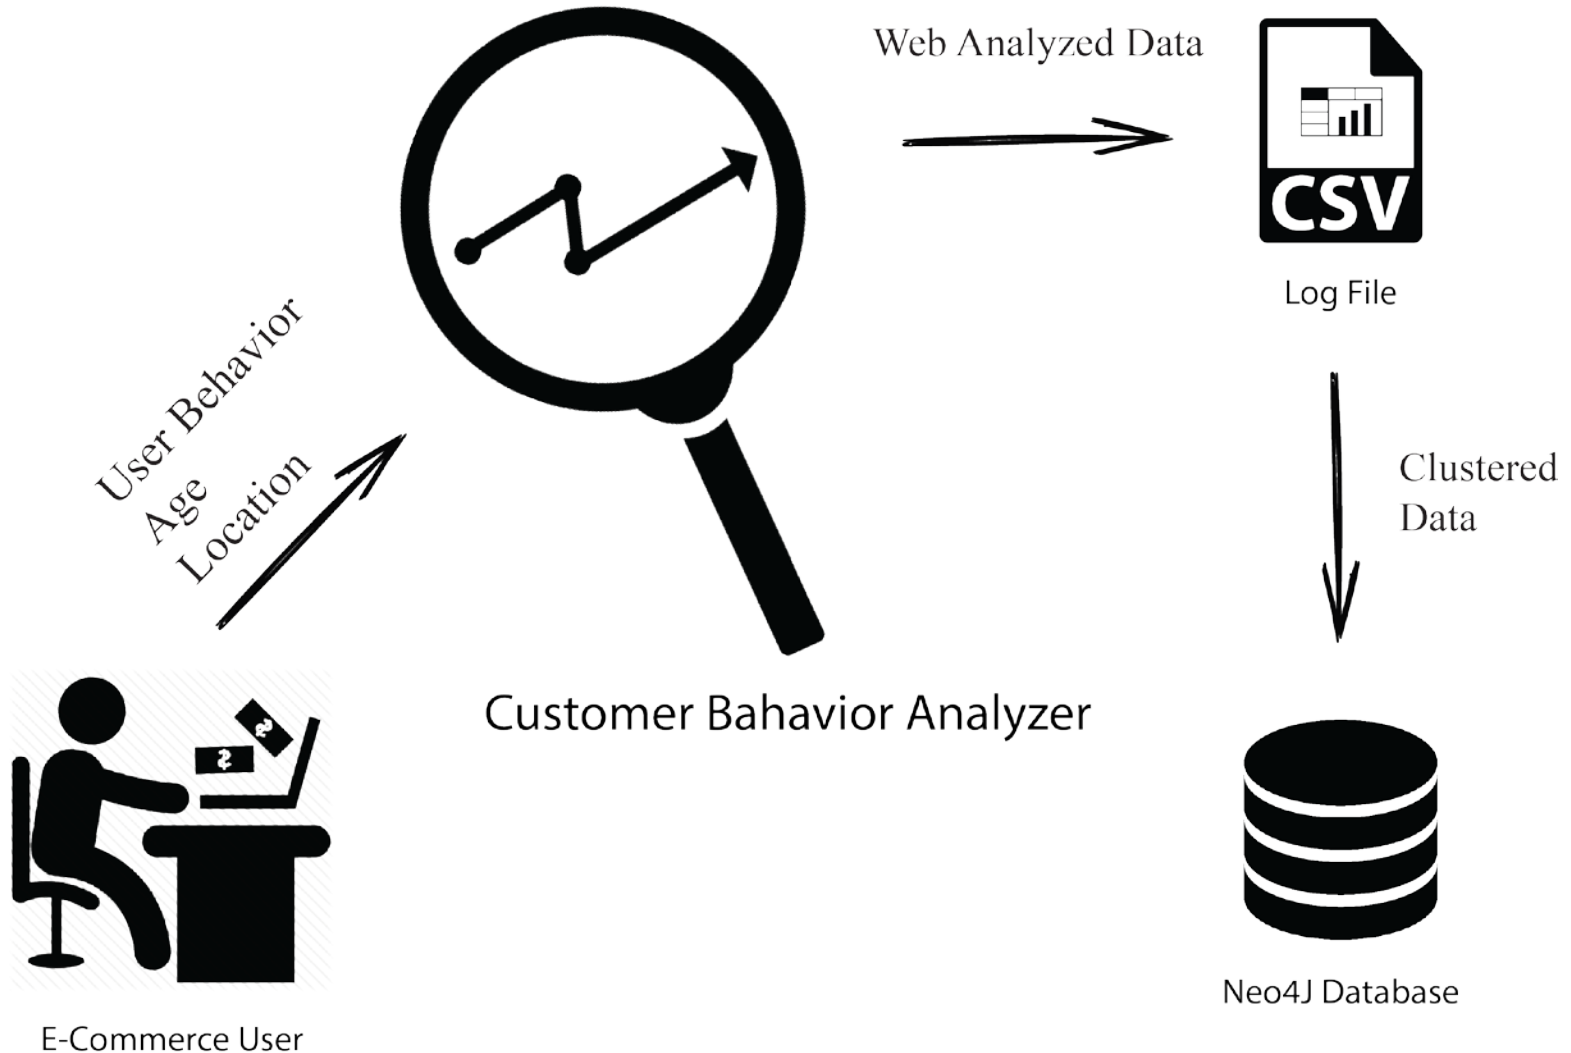 Web Analyzed Data
CSV
Log File
User Behavior
Age
Location
Clustered
Data
Customer Bahavior Analyzer
$
$
Neo4J Database
E-Commerce User